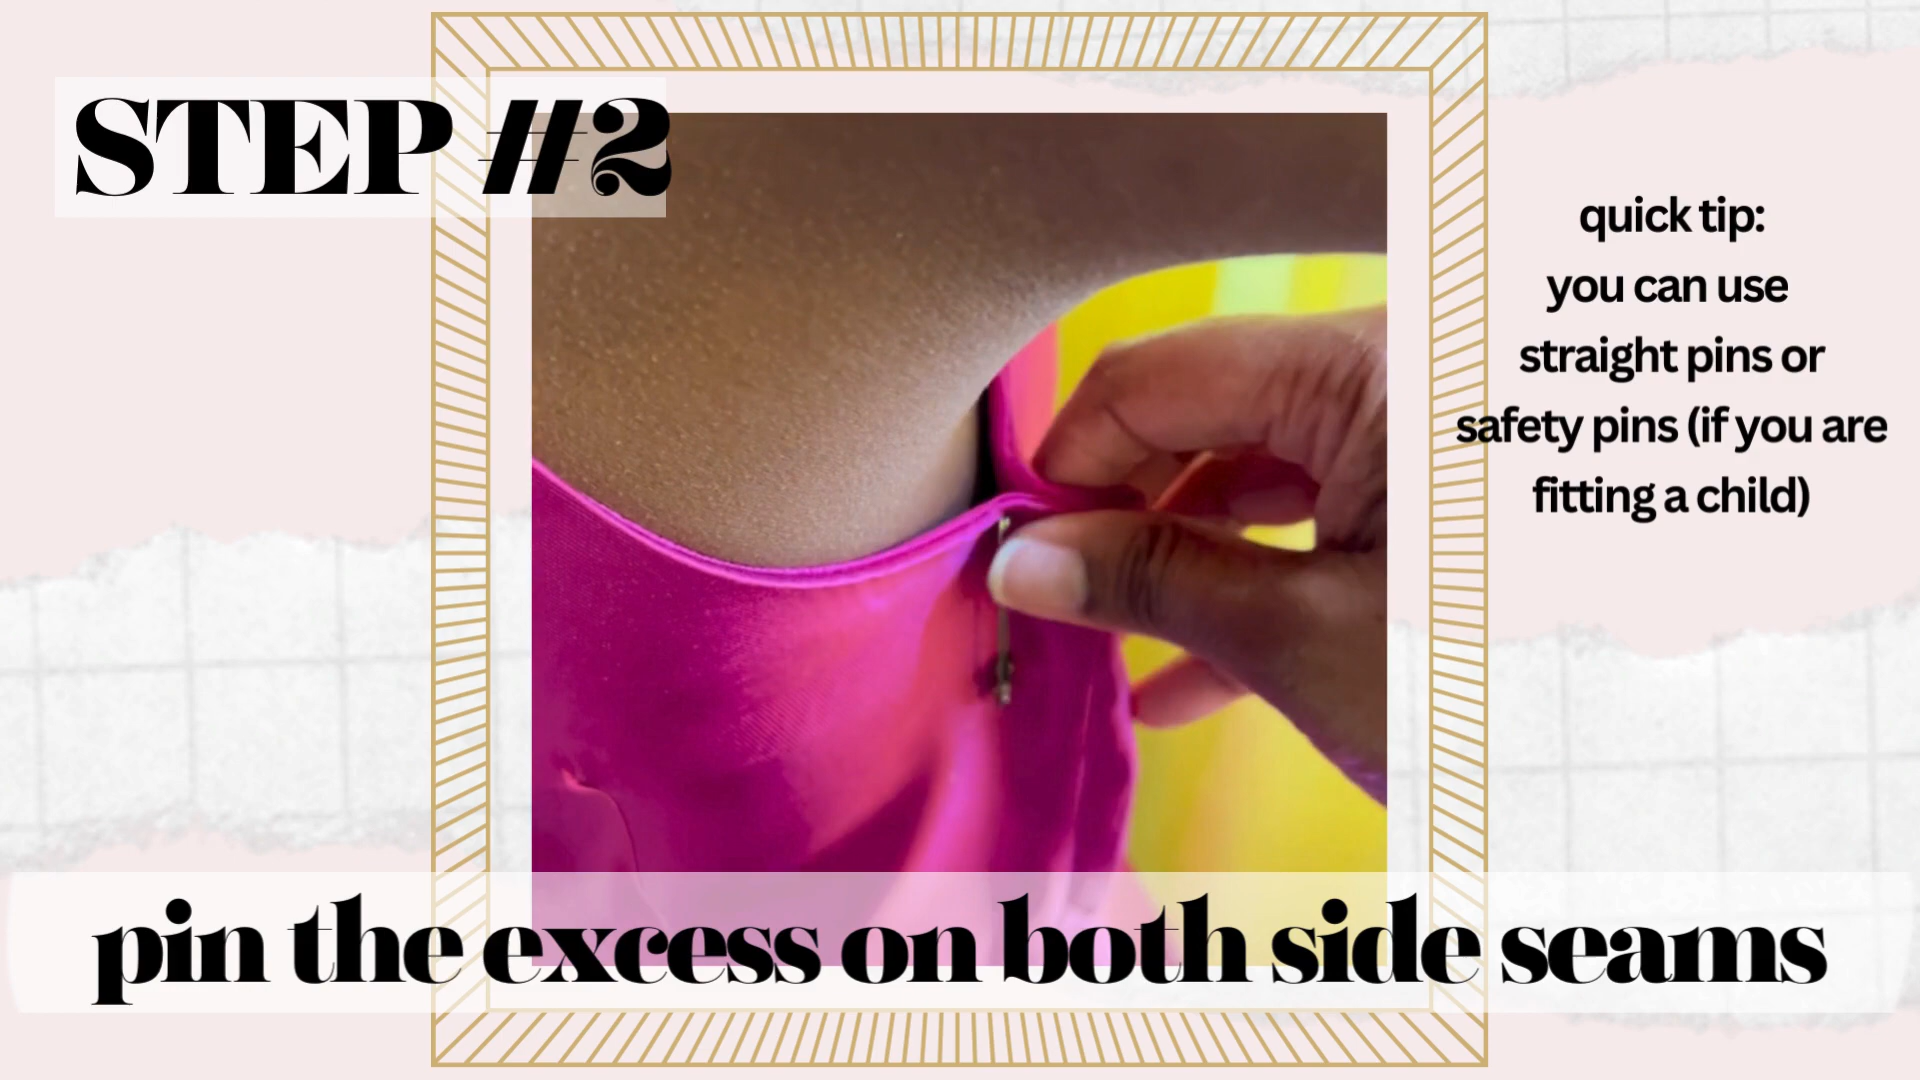 STEP #2
quick tip:
you can use
straight pins or
safety pins (if you are
fitting a child)
pin the excess on both side seams